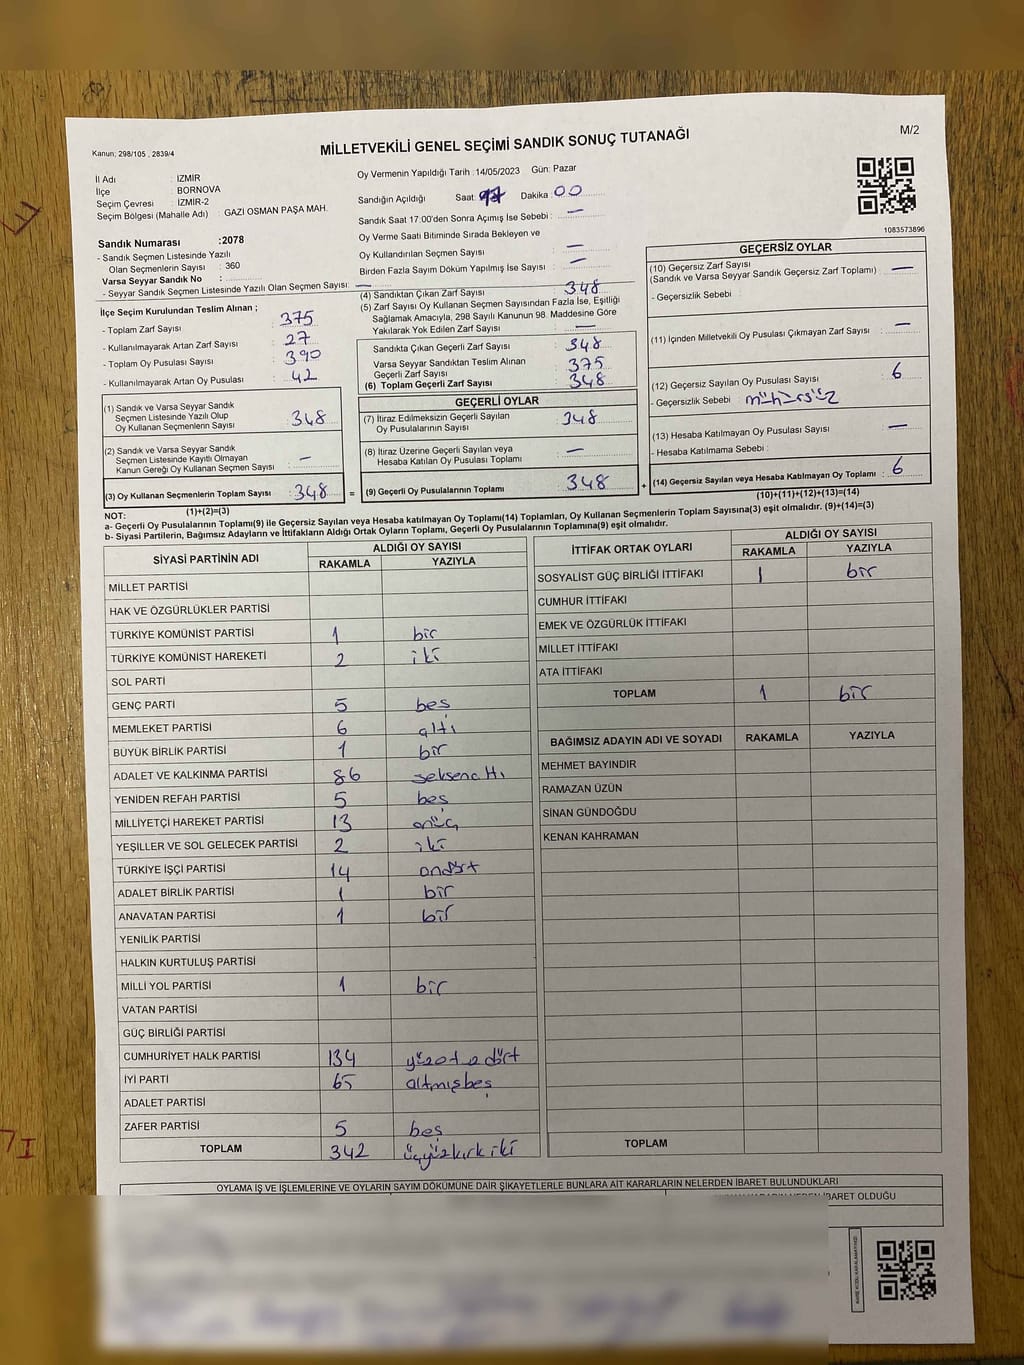 M/2
Kanun: 298/105 , 2839/4
MİLLETVEKİLİ GENEL SEÇİMİ SANDIK SONUÇ TUTANAĞI
İl Adı : İZMİR
İlçe : BORNOVA
Seçim Çevresi : İZMİR-2
Seçim Bölgesi (Mahalle Adı) : GAZİ OSMAN PAŞA MAH.
Sandık Numarası :2078
- Sandık Seçmen Listesinde Yazılı
Olan Seçmenlerin Sayısı : 360
Varsa Seyyar Sandık No :
- Seyyar Sandık Seçmen Listesinde Yazılı Olan Seçmen Sayısı: —
Oy Vermenin Yapıldığı Tarih : 14/05/2023 Gün: Pazar
Sandığın Açıldığı Saat: 17 Dakika : 00
Sandık Saat 17:00'den Sonra Açımış İse Sebebi : —
Oy Verme Saati Bitiminde Sırada Bekleyen ve
Oy Kullandırılan Seçmen Sayısı : —
Birden Fazla Sayım Döküm Yapılmış İse Sayısı : —
1083573896
İlçe Seçim Kurulundan Teslim Alınan ;
- Toplam Zarf Sayısı : 375
- Kullanılmayarak Artan Zarf Sayısı : 27
- Toplam Oy Pusulası Sayısı : 390
- Kullanılmayarak Artan Oy Pusulası : 42
(1) Sandık ve Varsa Seyyar Sandık
Seçmen Listesinde Yazılı Olup
Oy Kullanan Seçmenlerin Sayısı : 348
(2) Sandık ve Varsa Seyyar Sandık
Seçmen Listesinde Kayıtlı Olmayan
Kanun Gereği Oy Kullanan Seçmen Sayısı : —
(3) Oy Kullanan Seçmenlerin Toplam Sayısı : 348 =
(1)+(2)=(3)
(4) Sandıktan Çıkan Zarf Sayısı : 348
(5) Zarf Sayısı Oy Kullanan Seçmen Sayısından Fazla İse, Eşitliği
Sağlamak Amacıyla, 298 Sayılı Kanunun 98. Maddesine Göre
Yakılarak Yok Edilen Zarf Sayısı : —
Sandıkta Çıkan Geçerli Zarf Sayısı : 348
Varsa Seyyar Sandıktan Teslim Alınan
Geçerli Zarf Sayısı : 375
(6) Toplam Geçerli Zarf Sayısı : 348
GEÇERLİ OYLAR
(7) İtiraz Edilmeksizin Geçerli Sayılan
Oy Pusulalarının Sayısı : 348
(8) İtiraz Üzerine Geçerli Sayılan veya
Hesaba Katılan Oy Pusulası Toplamı : —
(9) Geçerli Oy Pusulalarının Toplamı : 348 +
GEÇERSİZ OYLAR
(10) Geçersiz Zarf Sayısı
(Sandık ve Varsa Seyyar Sandık Geçersiz Zarf Toplamı) : —
- Geçersizlik Sebebi :
(11) İçinden Milletvekili Oy Pusulası Çıkmayan Zarf Sayısı : —
(12) Geçersiz Sayılan Oy Pusulası Sayısı : 6
- Geçersizlik Sebebi : mühürsüz
(13) Hesaba Katılmayan Oy Pusulası Sayısı : —
- Hesaba Katılmama Sebebi :
(14) Geçersiz Sayılan veya Hesaba Katılmayan Oy Toplamı : 6
(10)+(11)+(12)+(13)=(14)
NOT:
a- Geçerli Oy Pusulalarının Toplamı(9) ile Geçersiz Sayılan veya Hesaba katılmayan Oy Toplamı(14) Toplamları, Oy Kullanan Seçmenlerin Toplam Sayısına(3) eşit olmalıdır. (9)+(14)=(3)
b- Siyasi Partilerin, Bağımsız Adayların ve İttifakların Aldığı Ortak Oyların Toplamı, Geçerli Oy Pusulalarının Toplamına(9) eşit olmalıdır.
SİYASİ PARTİNİN ADI ALDIĞI OY SAYISI
RAKAMLA YAZIYLA
MİLLET PARTİSİ
HAK VE ÖZGÜRLÜKLER PARTİSİ
TÜRKİYE KOMÜNİST PARTİSİ 1 bir
TÜRKİYE KOMÜNİST HAREKETİ 2 iki
SOL PARTİ
GENÇ PARTİ 5 beş
MEMLEKET PARTİSİ 6 altı
BÜYÜK BİRLİK PARTİSİ 1 bir
ADALET VE KALKINMA PARTİSİ 86 seksenaltı
YENİDEN REFAH PARTİSİ 5 beş
MİLLİYETÇİ HAREKET PARTİSİ 13 onüç
YEŞİLLER VE SOL GELECEK PARTİSİ 2 iki
TÜRKİYE İŞÇİ PARTİSİ 14 ondört
ADALET BİRLİK PARTİSİ 1 bir
ANAVATAN PARTİSİ 1 bir
YENİLİK PARTİSİ
HALKIN KURTULUŞ PARTİSİ
MİLLİ YOL PARTİSİ 1 bir
VATAN PARTİSİ
GÜÇ BİRLİĞİ PARTİSİ
CUMHURİYET HALK PARTİSİ 134 yüzotuzdört
İYİ PARTİ 65 altmışbeş
ADALET PARTİSİ
ZAFER PARTİSİ 5 beş
TOPLAM 342 üçyüzkırkiki
İTTİFAK ORTAK OYLARI ALDIĞI OY SAYISI
RAKAMLA YAZIYLA
SOSYALİST GÜÇ BİRLİĞİ İTTİFAKI 1 bir
CUMHUR İTTİFAKI
EMEK VE ÖZGÜRLÜK İTTİFAKI
MİLLET İTTİFAKI
ATA İTTİFAKI
TOPLAM 1 bir
BAĞIMSIZ ADAYIN ADI VE SOYADI RAKAMLA YAZIYLA
MEHMET BAYINDIR
RAMAZAN ÜZÜN
SİNAN GÜNDOĞDU
KENAN KAHRAMAN
TOPLAM
OYLAMA İŞ VE İŞLEMLERİNE VE OYLARIN SAYIM DÖKÜMÜNE DAİR ŞİKAYETLERLE BUNLARA AİT KARARLARIN NELERDEN İBARET BULUNDUKLARI
İBARET OLDUĞU